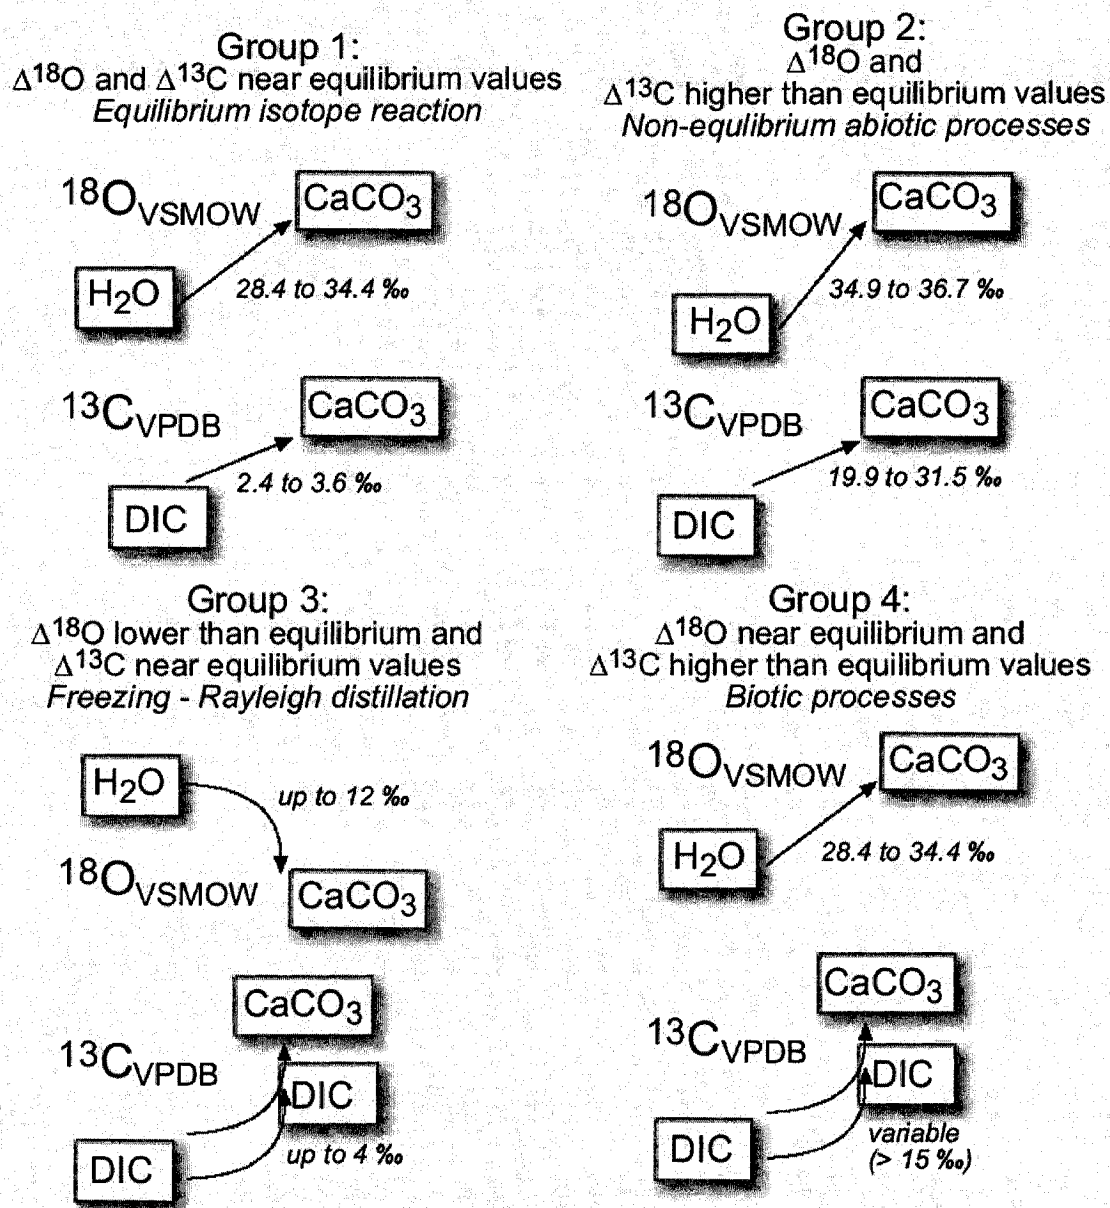 Group 1:
Δ¹⁸O and Δ¹³C near equilibrium values
Equilibrium isotope reaction
¹⁸O_VSMOW
CaCO₃
H₂O
28.4 to 34.4 ‰
¹³C_VPDB
CaCO₃
2.4 to 3.6 ‰
DIC
Group 2:
Δ¹⁸O and
Δ¹³C higher than equilibrium values
Non-equlibrium abiotic processes
¹⁸O_VSMOW
CaCO₃
34.9 to 36.7 ‰
H₂O
¹³C_VPDB
CaCO₃
19.9 to 31.5 ‰
DIC
Group 3:
Δ¹⁸O lower than equilibrium and
Δ¹³C near equilibrium values
Freezing - Rayleigh distillation
H₂O
up to 12 ‰
¹⁸O_VSMOW
CaCO₃
CaCO₃
¹³C_VPDB
DIC
DIC
up to 4 ‰
Group 4:
Δ¹⁸O near equilibrium and
Δ¹³C higher than equilibrium values
Biotic processes
¹⁸O_VSMOW
CaCO₃
H₂O
28.4 to 34.4 ‰
CaCO₃
¹³C_VPDB
DIC
DIC
variable
(> 15 ‰)